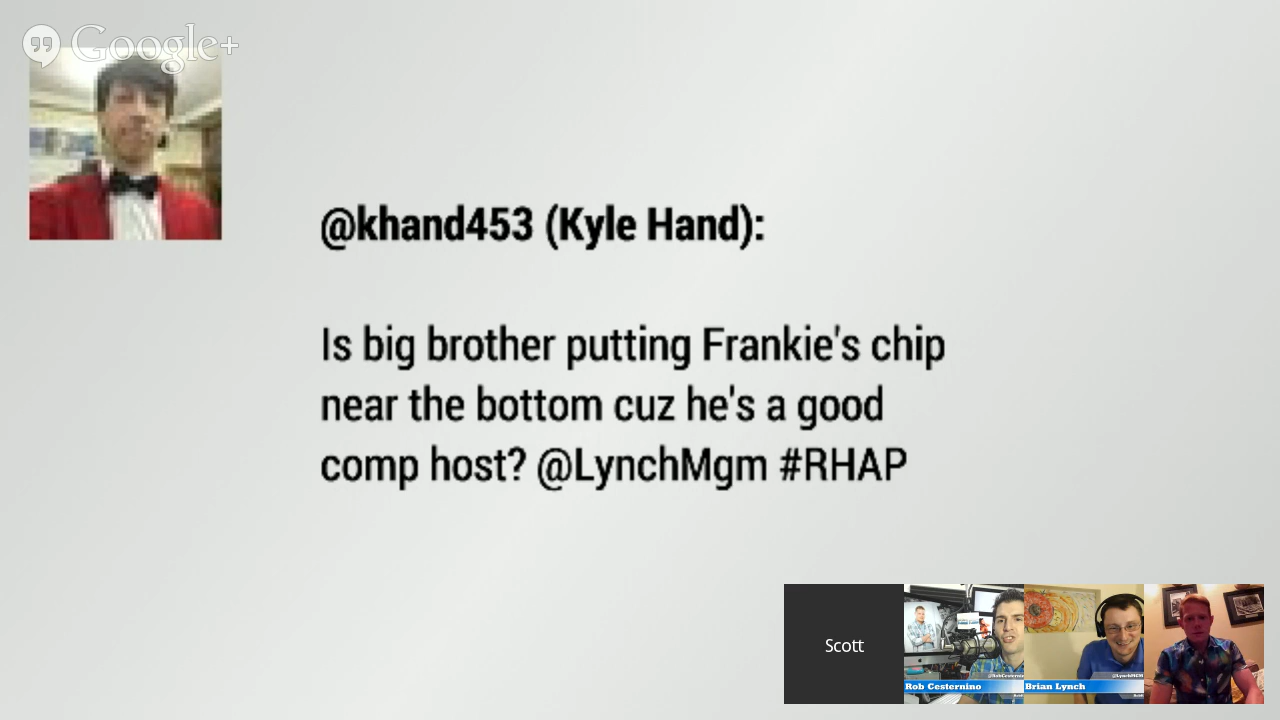 Google+
@khand453 (Kyle Hand):
Is big brother putting Frankie's chip
near the bottom cuz he's a good
comp host? @LynchMgm #RHAP
Scott
Rob Cesternino
Brian Lynch